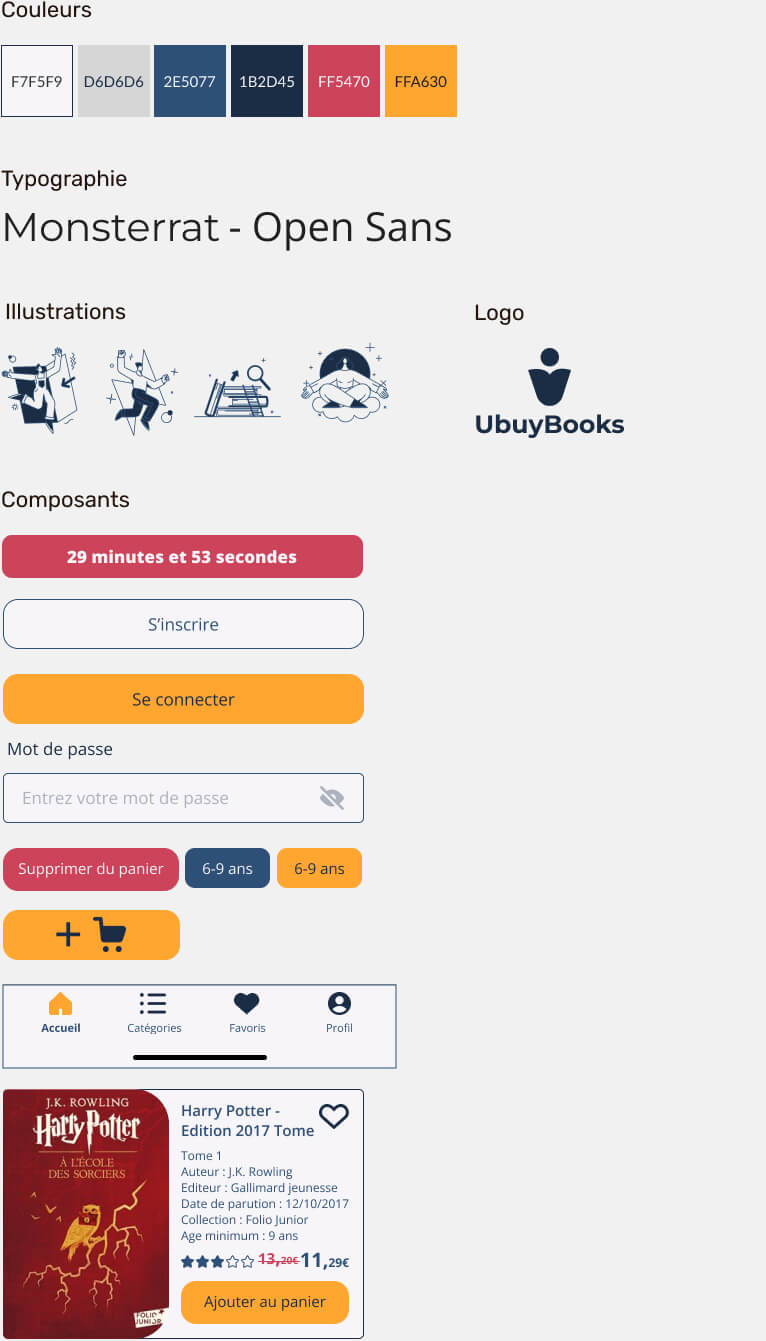 Couleurs
F7F5F9 D6D6D6 2E5077 1B2D45 FF5470 FFA630
Typographie
Monsterrat - Open Sans
Illustrations
Logo
UbuyBooks
Composants
29 minutes et 53 secondes
S’inscrire
Se connecter
Mot de passe
Entrez votre mot de passe
Supprimer du panier 6-9 ans 6-9 ans
Accueil Catégories Favoris Profil
J.K. ROWLING
Harry Potter
À L'ÉCOLE
DES SORCIERS
FOLIO
JUNIOR
Harry Potter -
Edition 2017 Tome
Tome 1
Auteur : J.K. Rowling
Editeur : Gallimard jeunesse
Date de parution : 12/10/2017
Collection : Folio Junior
Age minimum : 9 ans
13,20€ 11,29€
Ajouter au panier